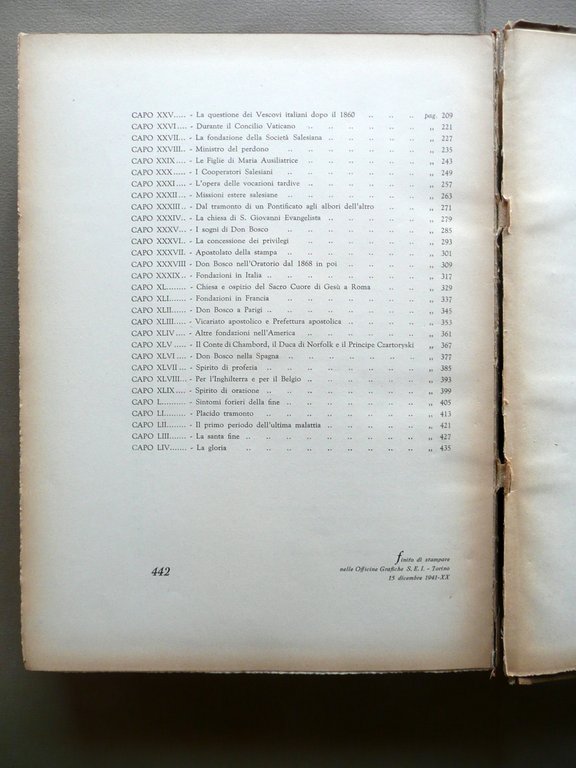 CAPO XXV..... - La questione dei Vescovi italiani dopo il 1860 .. .. .. pag. 209
CAPO XXVI.... - Durante il Concilio Vaticano .. .. .. .. .. .. „ 221
CAPO XXVII... - La fondazione della Società Salesiana .. .. .. .. .. „ 227
CAPO XXVIII.. - Ministro del perdono .. .. .. .. .. .. .. „ 235
CAPO XXIX.... - Le Figlie di Maria Ausiliatrice .. .. .. .. .. .. „ 243
CAPO XXX..... - I Cooperatori Salesiani .. .. .. .. .. .. .. „ 249
CAPO XXXI.... - L'opera delle vocazioni tardive .. .. .. .. .. .. „ 257
CAPO XXXII... - Missioni estere salesiane .. .. .. .. .. .. .. „ 263
CAPO XXXIII.. - Dal tramonto di un Pontificato agli albori dell'altro .. .. .. „ 271
CAPO XXXIV.. - La chiesa di S. Giovanni Evangelista .. .. .. .. .. „ 279
CAPO XXXV.... - I sogni di Don Bosco .. .. .. .. .. .. .. „ 285
CAPO XXXVI.. - La concessione dei privilegi .. .. .. .. .. .. „ 293
CAPO XXXVII. - Apostolato della stampa .. .. .. .. .. .. .. „ 301
CAPO XXXVIII - Don Bosco nell'Oratorio dal 1868 in poi .. .. .. .. „ 309
CAPO XXXIX.. - Fondazioni in Italia .. .. .. .. .. .. .. .. „ 317
CAPO XL........ - Chiesa e ospizio del Sacro Cuore di Gesù a Roma .. .. .. „ 329
CAPO XLI....... - Fondazioni in Francia .. .. .. .. .. .. .. „ 337
CAPO XLII...... - Don Bosco a Parigi .. .. .. .. .. .. .. .. „ 345
CAPO XLIII..... - Vicariato apostolico e Prefettura apostolica .. .. .. .. „ 353
CAPO XLIV .... - Altre fondazioni nell'America .. .. .. .. .. .. „ 361
CAPO XLV ..... - Il Conte di Chambord, il Duca di Norfolk e il Principe Czartoryski „ 367
CAPO XLVI .... - Don Bosco nella Spagna .. .. .. .. .. .. .. „ 377
CAPO XLVII ... - Spirito di proferia .. .. .. .. .. .. .. .. „ 385
CAPO XLVIII... - Per l'Inghilterra e per il Belgio .. .. .. .. .. .. „ 393
CAPO XLIX .... - Spirito di orazione .. .. .. .. .. .. .. .. „ 399
CAPO L.......... - Sintomi forieri della fine .. .. .. .. .. .. .. „ 405
CAPO LI......... - Placido tramonto .. .. .. .. .. .. .. .. „ 413
CAPO LII........ - Il primo periodo dell'ultima malattia .. .. .. .. .. „ 421
CAPO LIII....... - La santa fine .. .. .. .. .. .. .. .. .. „ 427
CAPO LIV....... - La gloria .. .. .. .. .. .. .. .. .. „ 435
finito di stampare
nelle Officine Grafiche S. E. I. - Torino
15 dicembre 1941-XX
442